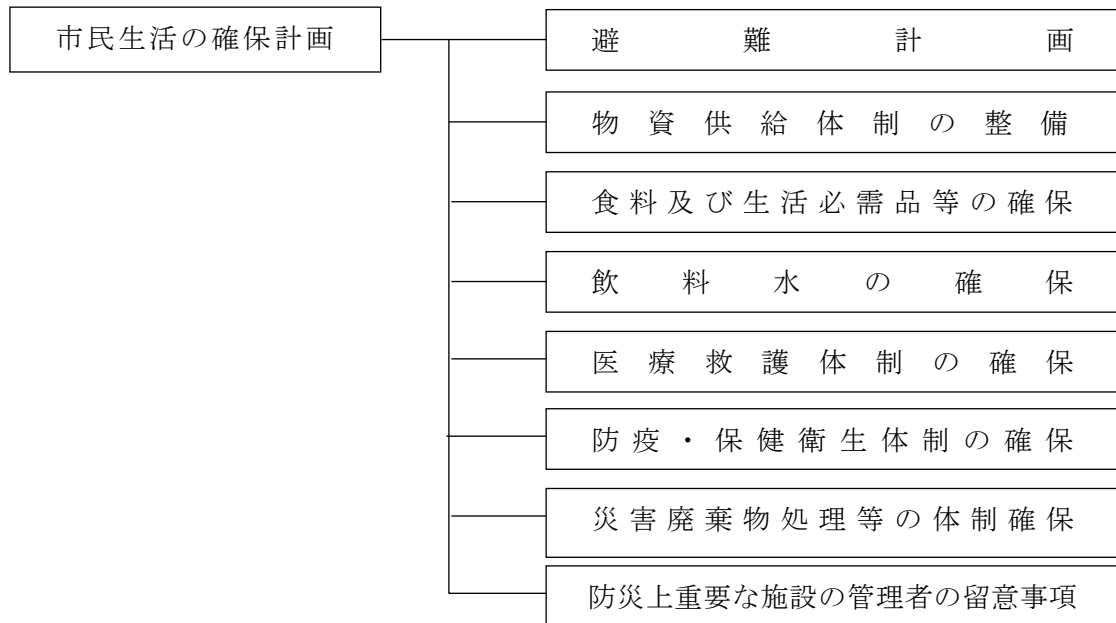 市民生活の確保計画
避難計画
物資供給体制の整備
食料及び生活必需品等の確保
飲料水の確保
医療救護体制の確保
防疫・保健衛生体制の確保
災害廃棄物処理等の体制確保
防災上重要な施設の管理者の留意事項